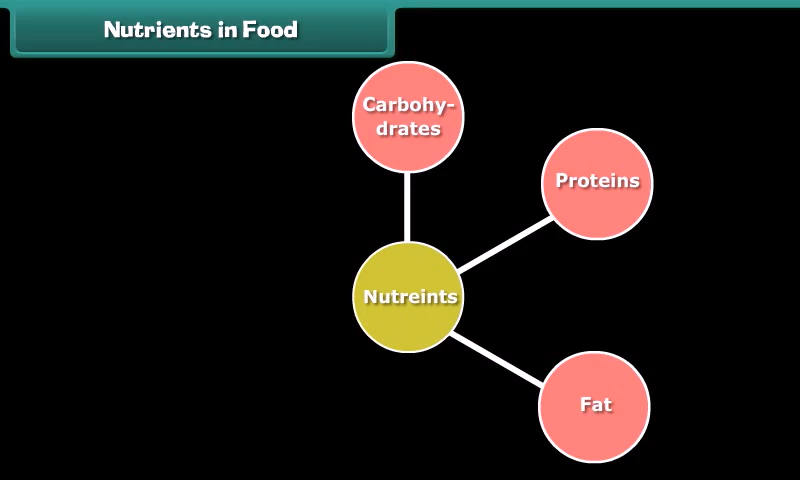 Nutrients in Food
Carbohy-
drates
Proteins
Nutreints
Fat